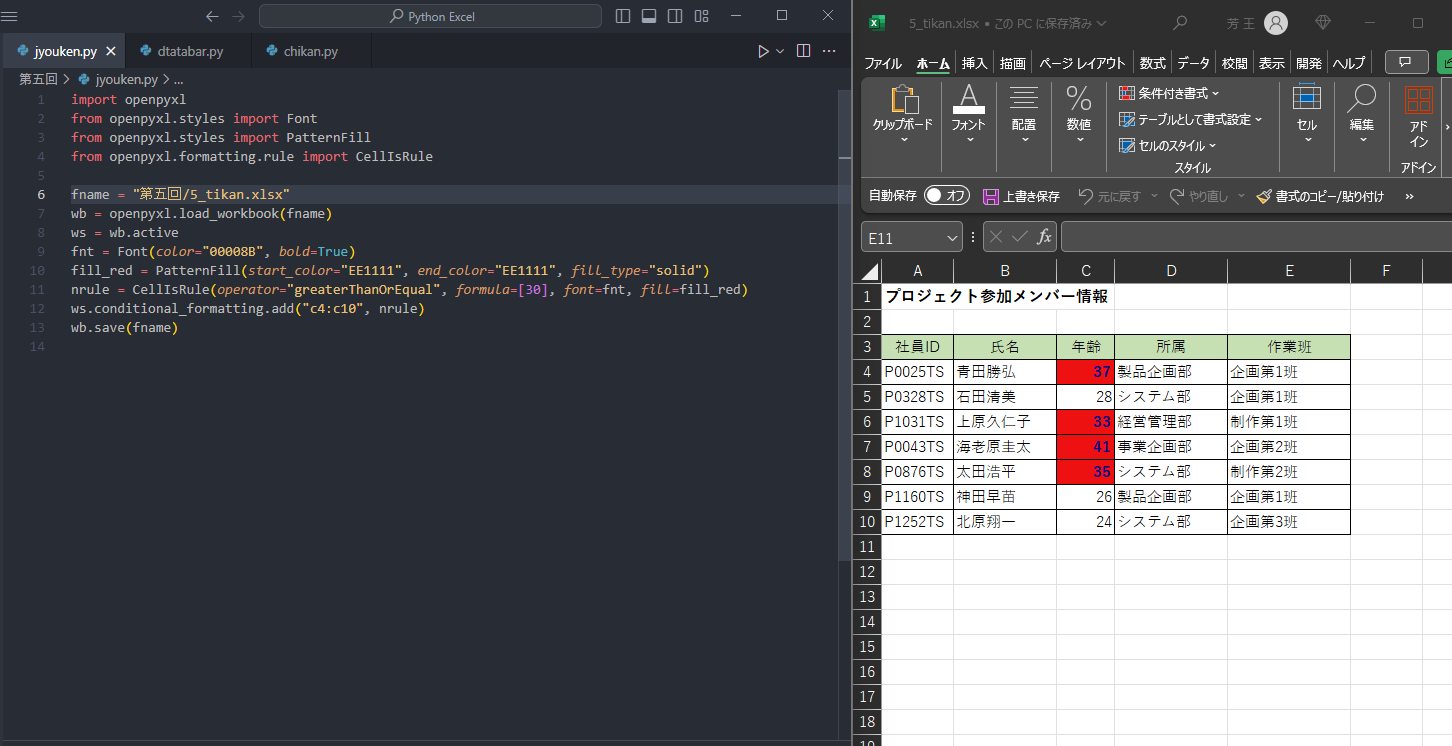 Python Excel
jyouken.py
dtatabar.py
chikan.py
第五回 > jyouken.py > ...
1 import openpyxl
2 from openpyxl.styles import Font
3 from openpyxl.styles import PatternFill
4 from openpyxl.formatting.rule import CellIsRule
5
6 fname = "第五回/5_tikan.xlsx"
7 wb = openpyxl.load_workbook(fname)
8 ws = wb.active
9 fnt = Font(color="00008B", bold=True)
10 fill_red = PatternFill(start_color="EE1111", end_color="EE1111", fill_type="solid")
11 nrule = CellIsRule(operator="greaterThanOrEqual", formula=[30], font=fnt, fill=fill_red)
12 ws.conditional_formatting.add("c4:c10", nrule)
13 wb.save(fname)
14
5_tikan.xlsx • この PC に保存済み
芳 王
ファイル ホーム 挿入 描画 ページ レイアウト 数式 データ 校閲 表示 開発 ヘルプ
クリップボード
フォント
配置
数値
条件付き書式
テーブルとして書式設定
セルのスタイル
スタイル
セル
編集
アド
イン
アドイン
自動保存 オフ 上書き保存 元に戻す やり直し 書式のコピー/貼り付け »
E11 fx
A B C D E F
1 プロジェクト参加メンバー情報
2
3 社員ID 氏名 年齢 所属 作業班
4 P0025TS 青田勝弘 37 製品企画部 企画第1班
5 P0328TS 石田清美 28 システム部 企画第1班
6 P1031TS 上原久仁子 33 経営管理部 制作第1班
7 P0043TS 海老原圭太 41 事業企画部 企画第2班
8 P0876TS 太田浩平 35 システム部 制作第2班
9 P1160TS 神田早苗 26 製品企画部 企画第1班
10 P1252TS 北原翔一 24 システム部 企画第3班
11
12
13
14
15
16
17
18
19